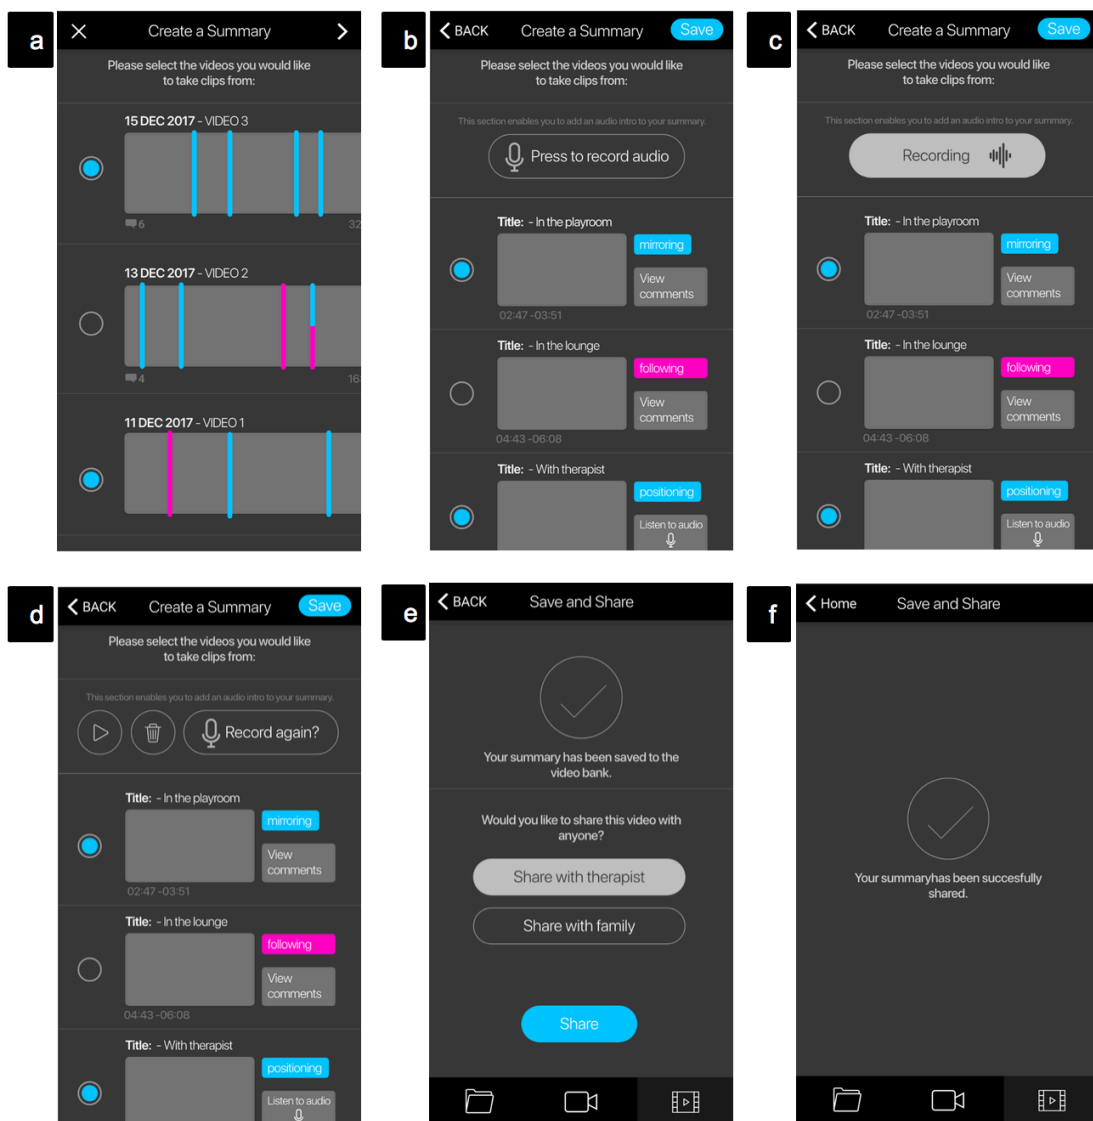 a
Create a Summary
Please select the videos you would like
to take clips from:
15 DEC 2017 - VIDEO 3
6
32
13 DEC 2017 - VIDEO 2
4
16
11 DEC 2017 - VIDEO 1
b
BACK
Create a Summary
Save
Please select the videos you would like
to take clips from:
This section enables you to add an audio intro to your summary.
Press to record audio
Title: - In the playroom
mirroring
View
comments
02:47 -03:51
Title: - In the lounge
following
View
comments
04:43 -06:08
Title: - With therapist
positioning
Listen to audio
c
BACK
Create a Summary
Save
Please select the videos you would like
to take clips from:
This section enables you to add an audio intro to your summary.
Recording
Title: - In the playroom
mirroring
View
comments
02:47 -03:51
Title: - In the lounge
following
View
comments
04:43 -06:08
Title: - With therapist
positioning
Listen to audio
d
BACK
Create a Summary
Save
Please select the videos you would like
to take clips from:
This section enables you to add an audio intro to your summary.
Record again?
Title: - In the playroom
mirroring
View
comments
02:47 -03:51
Title: - In the lounge
following
View
comments
04:43 -06:08
Title: - With therapist
positioning
Listen to audio
e
BACK
Save and Share
Your summary has been saved to the
video bank.
Would you like to share this video with
anyone?
Share with therapist
Share with family
Share
f
Home
Save and Share
Your summaryhas been succesfully
shared.